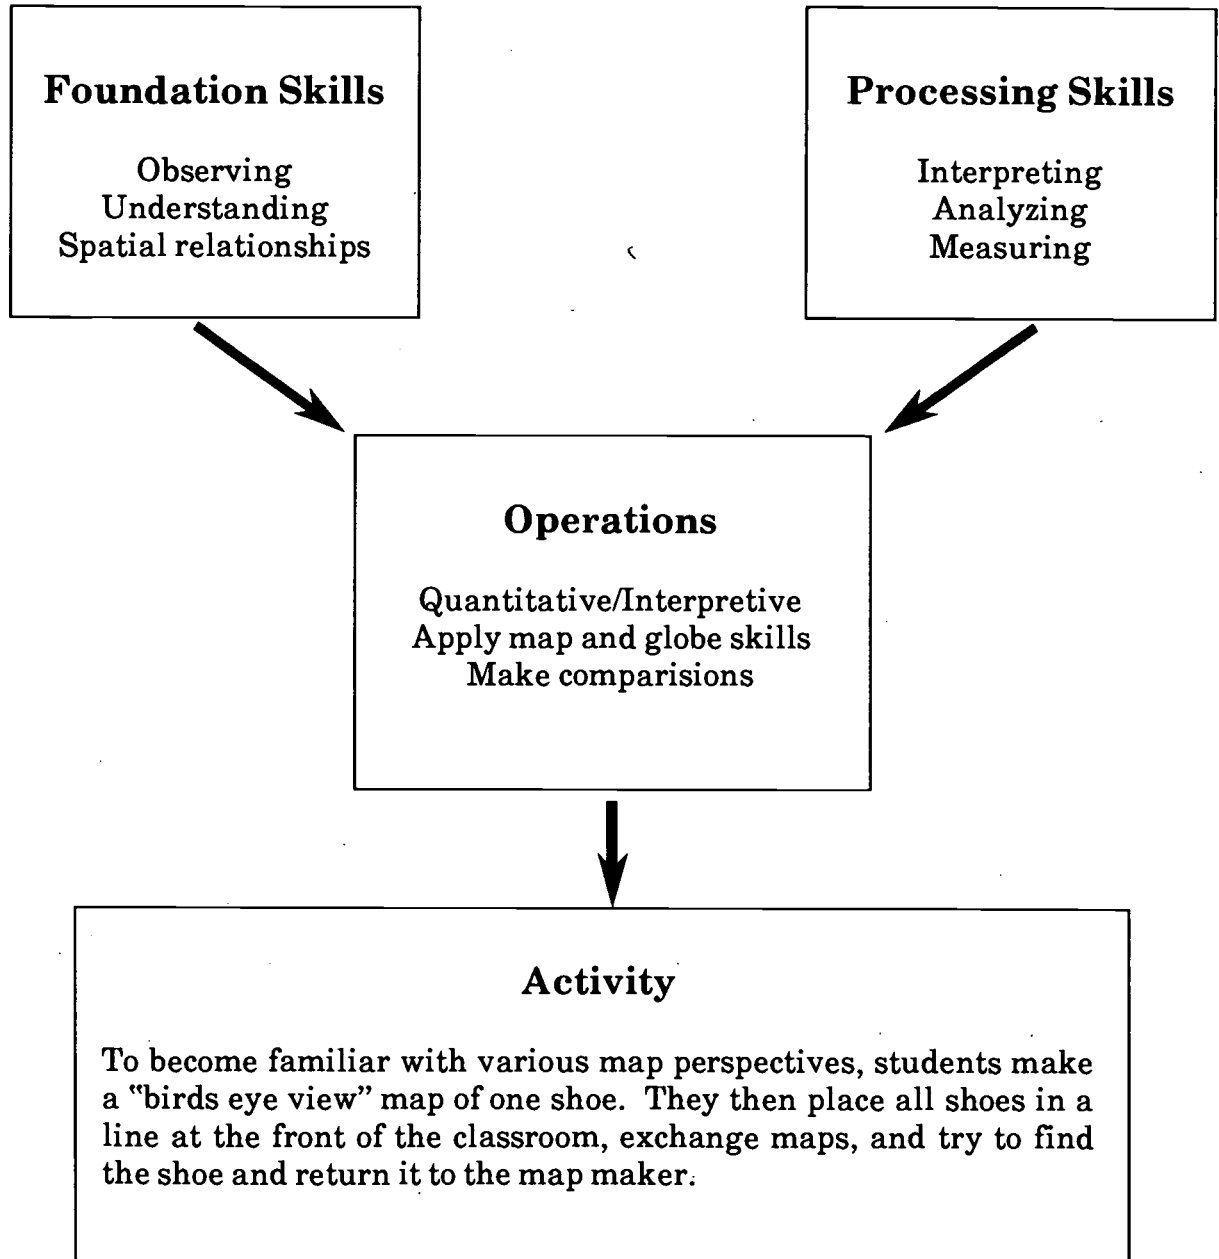 Foundation Skills
Observing
Understanding
Spatial relationships
Processing Skills
Interpreting
Analyzing
Measuring
Operations
Quantitative/Interpretive
Apply map and globe skills
Make comparisions
Activity
To become familiar with various map perspectives, students make
a "birds eye view" map of one shoe. They then place all shoes in a
line at the front of the classroom, exchange maps, and try to find
the shoe and return it to the map maker.